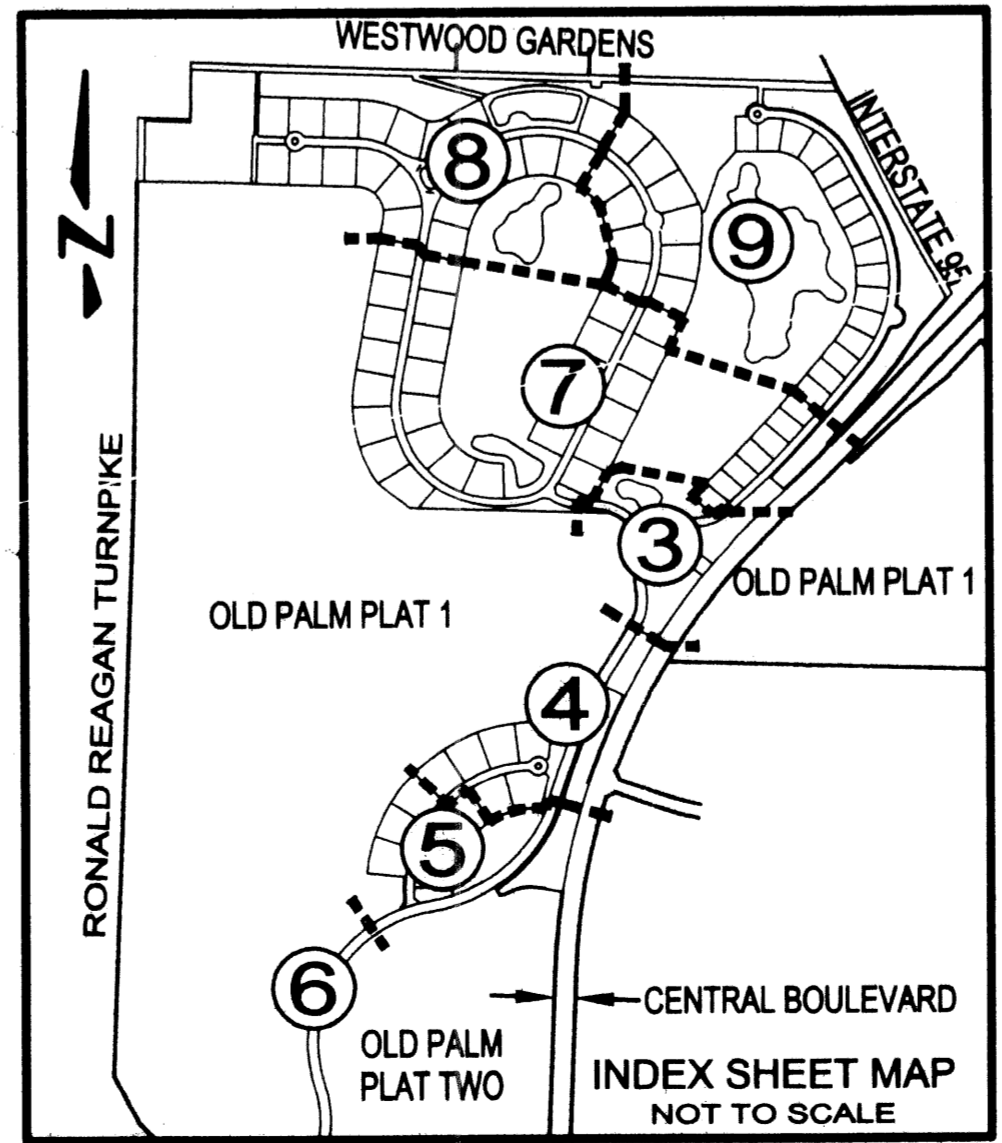 WESTWOOD GARDENS
INTERSTATE 95
N
8
9
7
RONALD REAGAN TURNPIKE
3
OLD PALM PLAT 1
OLD PALM PLAT 1
4
5
6
CENTRAL BOULEVARD
OLD PALM
PLAT TWO
INDEX SHEET MAP
NOT TO SCALE